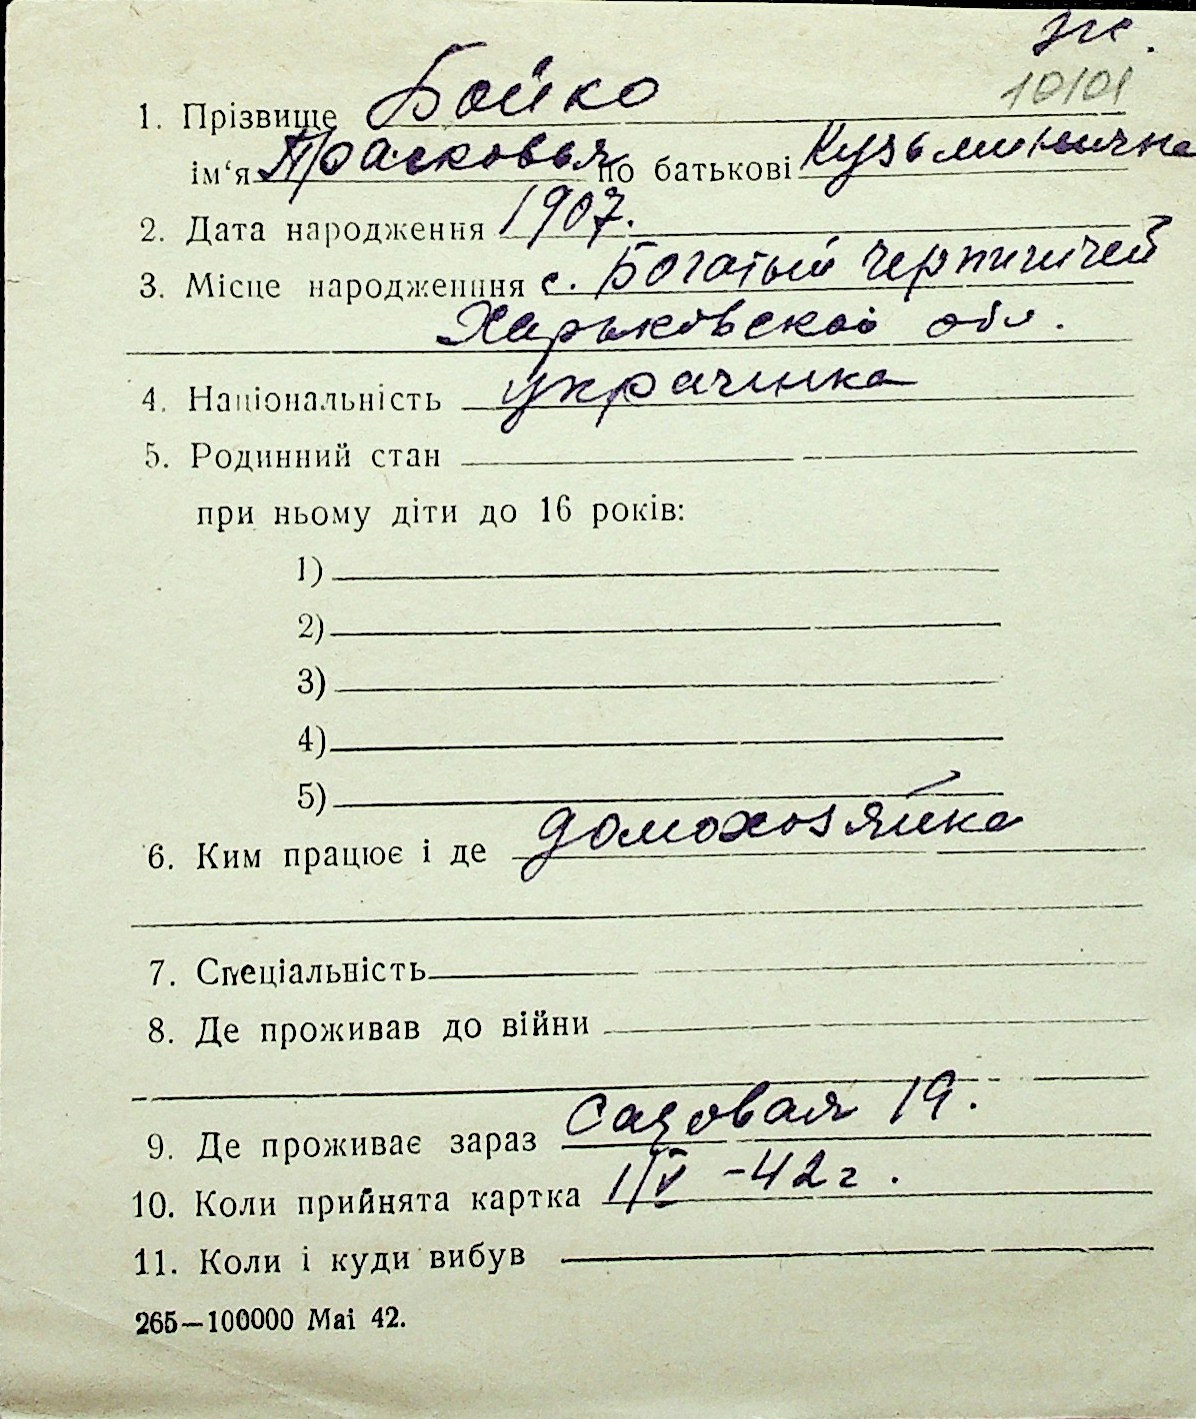 ж.
10101
1. Прізвище Бойко
ім‘я Прасковья по батькові Кузьминична
2. Дата народження 1907.
3. Місце народженння с. Богатый
Харьковской обл.
4. Національність украинка
5. Родинний стан
при ньому діти до 16 років:
1)
2)
3)
4)
5)
6. Ким працює і де домохозяйка
7. Спеціальність
8. Де проживав до війни
9. Де проживає зараз Садовая 19.
10. Коли прийнята картка 1/V -42 г.
11. Коли і куди вибув
265—100000 Mai 42.